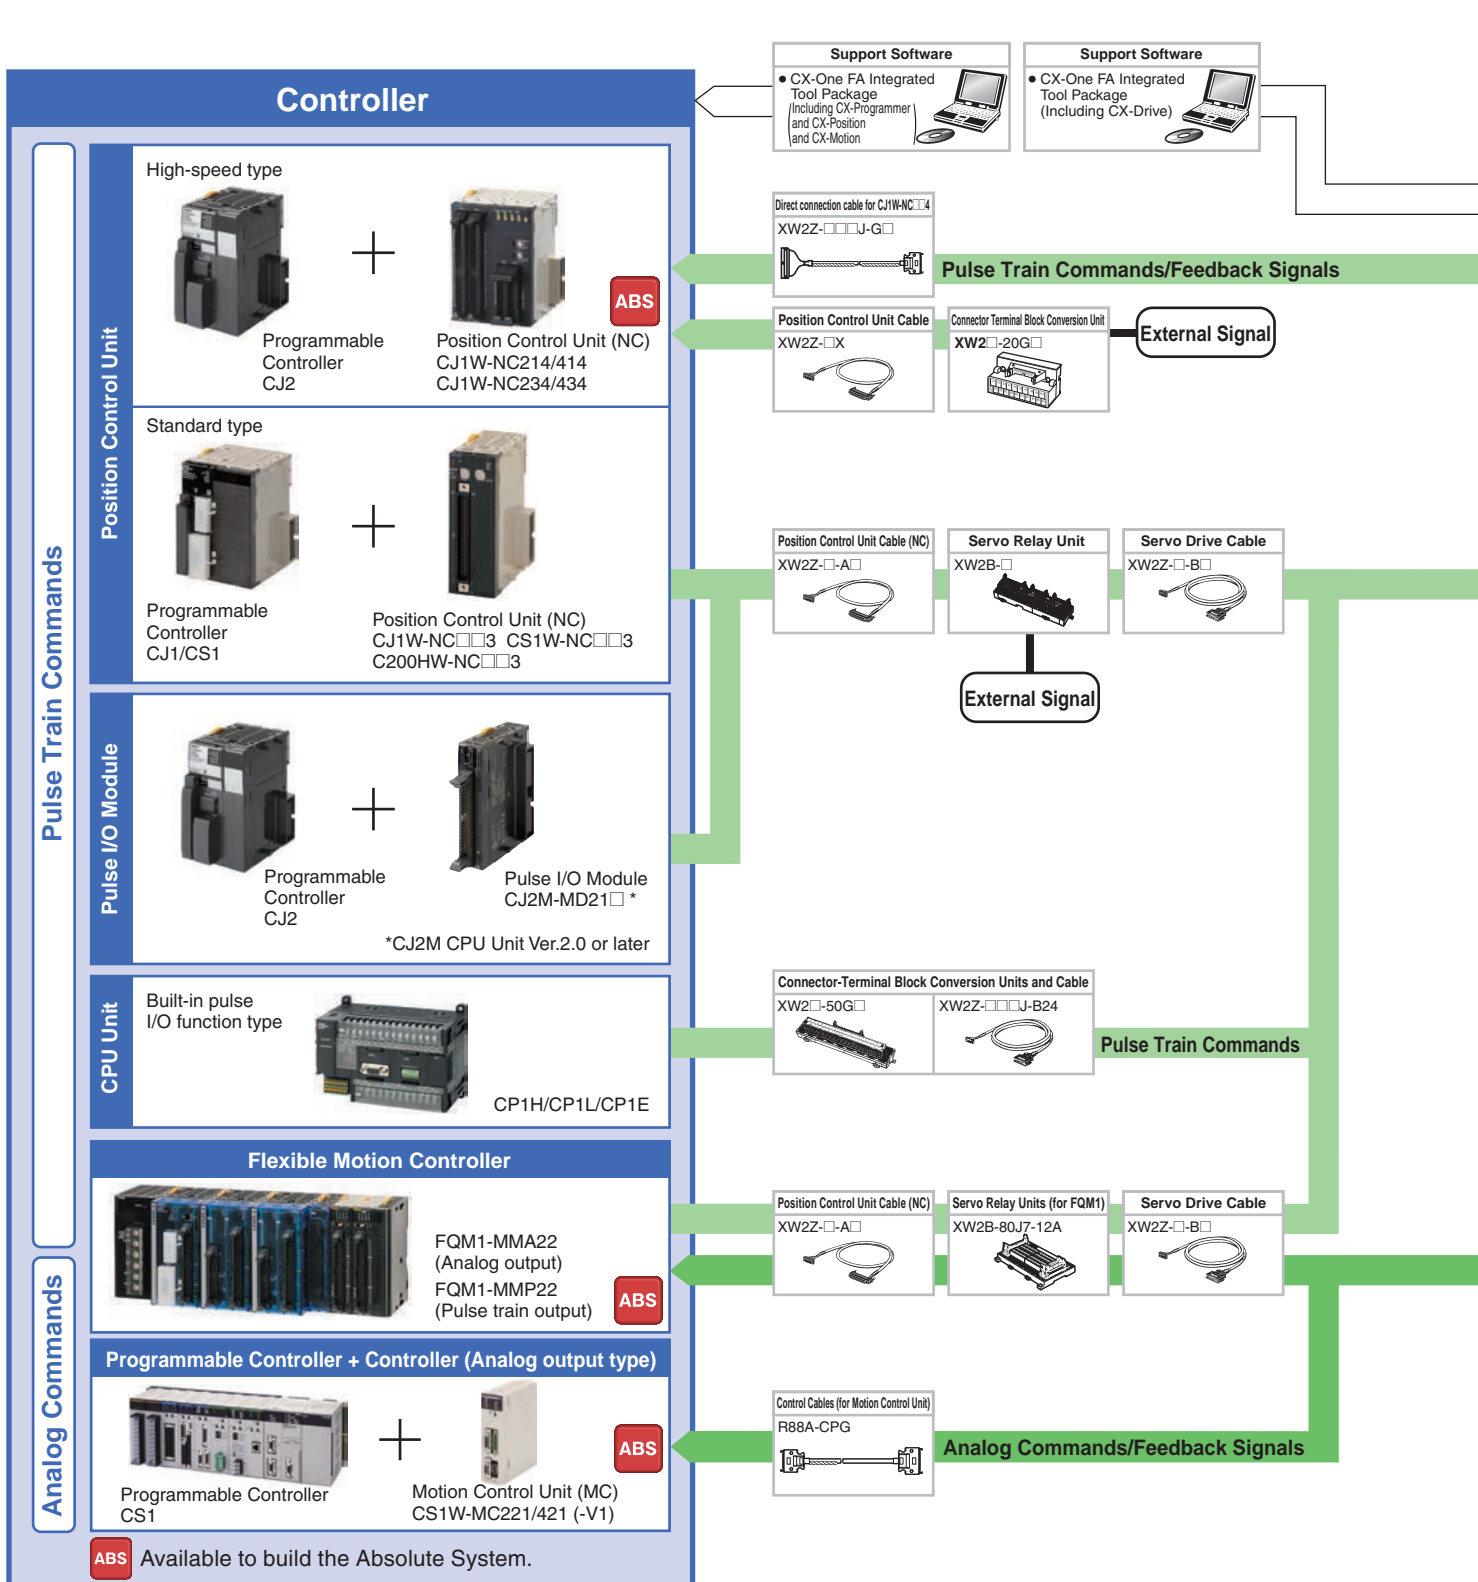 Support Software
● CX-One FA Integrated
Tool Package
(Including CX-Programmer
and CX-Position
and CX-Motion)
Support Software
● CX-One FA Integrated
Tool Package
(Including CX-Drive)
Controller
Pulse Train Commands
Position Control Unit
High-speed type
Programmable
Controller
CJ2
Position Control Unit (NC)
CJ1W-NC214/414
CJ1W-NC234/434
ABS
Direct connection cable for CJ1W-NC□□4
XW2Z-□□□J-G□
Pulse Train Commands/Feedback Signals
Position Control Unit Cable
XW2Z-□X
Connector Terminal Block Conversion Unit
XW2□-20G□
External Signal
Standard type
Programmable
Controller
CJ1/CS1
Position Control Unit (NC)
CJ1W-NC□□3 CS1W-NC□□3
C200HW-NC□□3
Position Control Unit Cable (NC)
XW2Z-□-A□
Servo Relay Unit
XW2B-□
Servo Drive Cable
XW2Z-□-B□
External Signal
Pulse I/O Module
Programmable
Controller
CJ2
Pulse I/O Module
CJ2M-MD21□ *
*CJ2M CPU Unit Ver.2.0 or later
CPU Unit
Built-in pulse
I/O function type
CP1H/CP1L/CP1E
Connector-Terminal Block Conversion Units and Cable
XW2□-50G□
XW2Z-□□□J-B24
Pulse Train Commands
Flexible Motion Controller
FQM1-MMA22
(Analog output)
FQM1-MMP22
(Pulse train output)
ABS
Position Control Unit Cable (NC)
XW2Z-□-A□
Servo Relay Units (for FQM1)
XW2B-80J7-12A
Servo Drive Cable
XW2Z-□-B□
Analog Commands
Programmable Controller + Controller (Analog output type)
Programmable Controller
CS1
Motion Control Unit (MC)
CS1W-MC221/421 (-V1)
ABS
Control Cables (for Motion Control Unit)
R88A-CPG
Analog Commands/Feedback Signals
ABS Available to build the Absolute System.